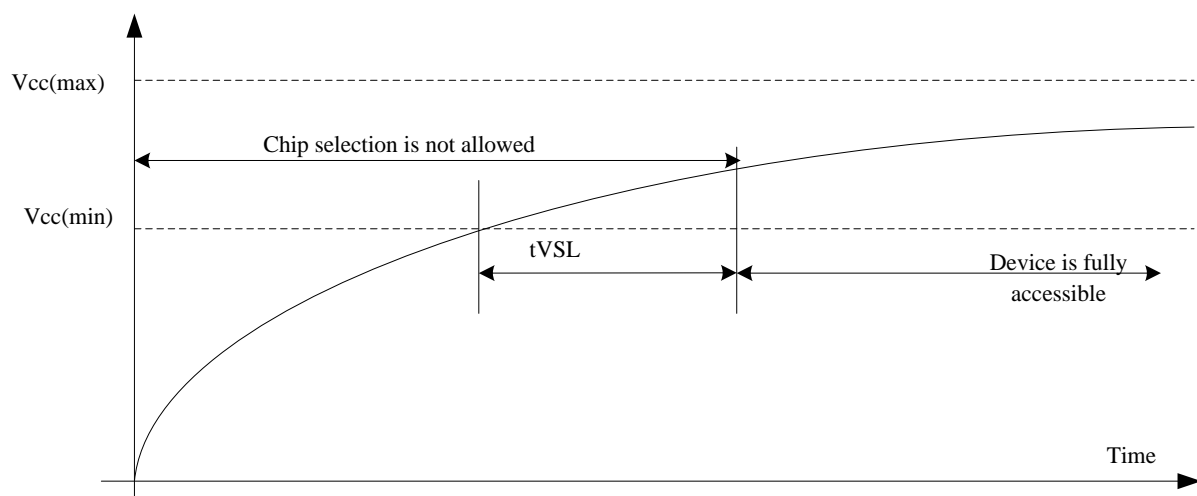 Vcc(max)
Chip selection is not allowed
Vcc(min)
tVSL
Device is fully
accessible
Time